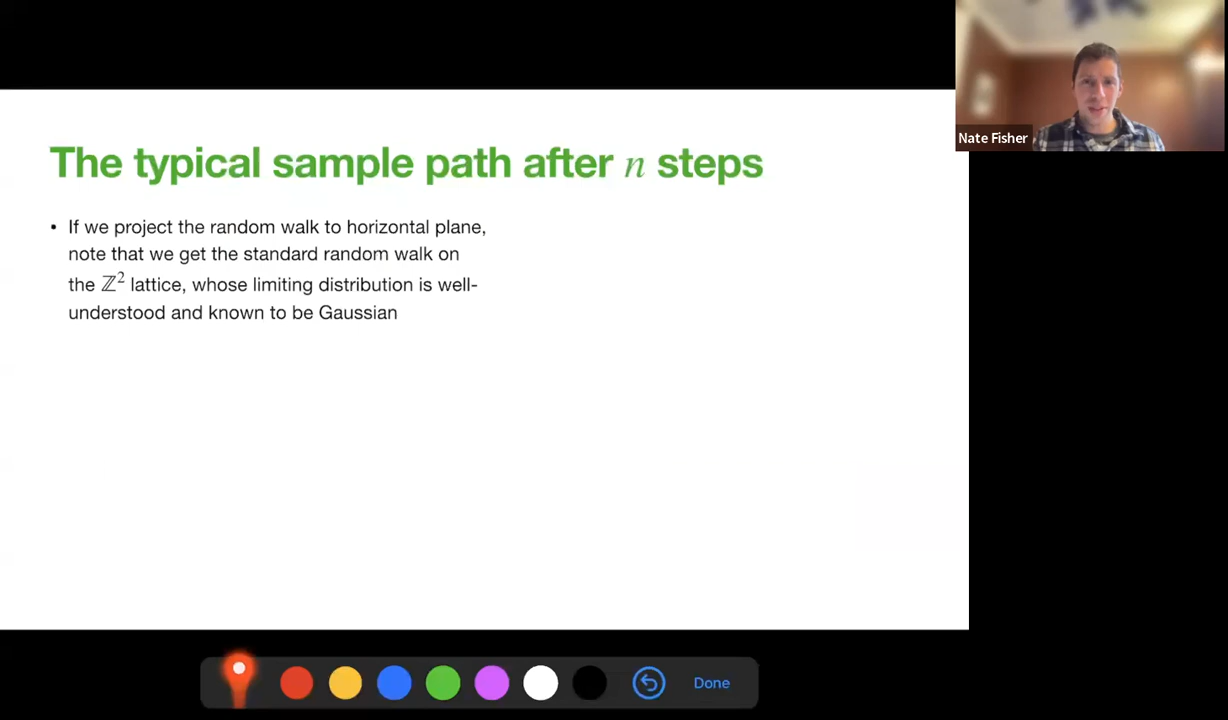 The typical sample path after n steps
• If we project the random walk to horizontal plane,
note that we get the standard random walk on
the ℤ² lattice, whose limiting distribution is well-
understood and known to be Gaussian
Nate Fisher
Done